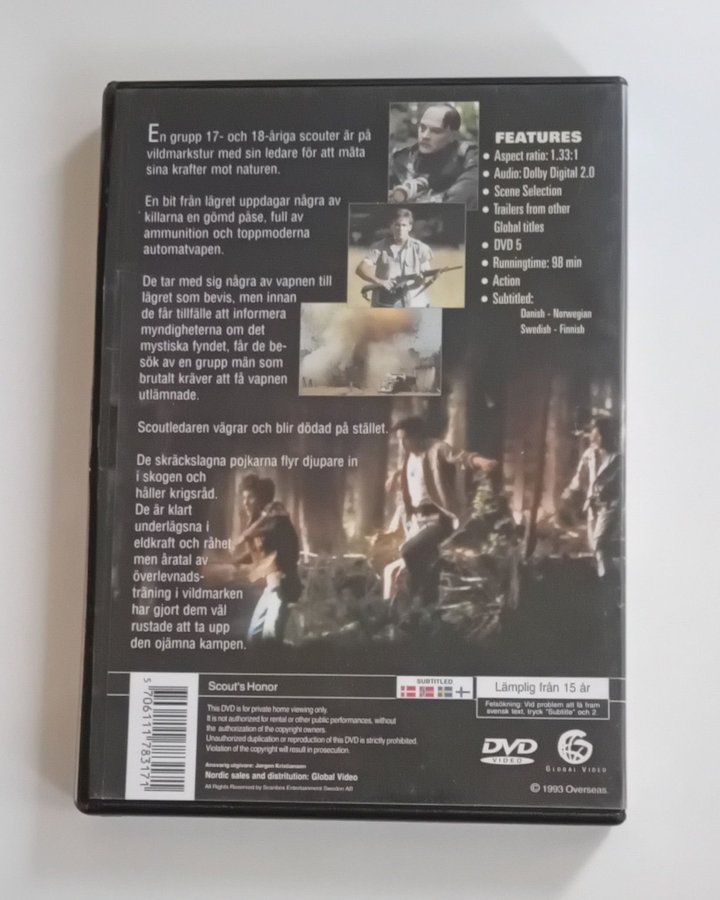 En grupp 17- och 18-åriga scouter är på
vildmarkstur med sin ledare för att mäta
sina krafter mot naturen.
En bit från lägret uppdagar några av
killarna en gömd påse, full av
ammunition och toppmoderna
automatvapen.
De tar med sig några av vapnen till
lägret som bevis, men innan
de får tillfälle att informera
myndigheterna om det
mystiska fyndet, får de be-
sök av en grupp män som
brutalt kräver att få vapnen
utlämnade.
Scoutledaren vägrar och blir dödad på stället.
De skräckslagna pojkarna flyr djupare in
i skogen och
håller krigsråd.
De är klart
underlägsna i
eldkraft och råhet
men åratal av
överlevnads-
träning i vildmarken
har gjort dem väl
rustade att ta upp
den ojämna kampen.
FEATURES
• Aspect ratio: 1.33:1
• Audio: Dolby Digital 2.0
• Scene Selection
• Trailers from other
Global titles
• DVD 5
• Runningtime: 98 min
• Action
• Subtitled:
Danish - Norwegian
Swedish - Finnish
5 706111 783171
Scout's Honor
SUBTITLED
Lämplig från 15 år
Felsökning: Vid problem att få fram
svensk text, tryck "Subtitle" och 2
This DVD is for private home viewing only.
It is not authorized for rental or other public performances, without
the authorization of the copyright owners.
Unauthorized duplication or reproduction of this DVD is strictly prohibited.
Violation of the copyright will result in prosecution.
Ansvarig utgivare: Jørgen Kristiansen
Nordic sales and distritution: Global Video
All Rights Reserved by Scanbox Entertainment Sweden AB
DVD
VIDEO
GLOBAL VIDEO
© 1993 Overseas